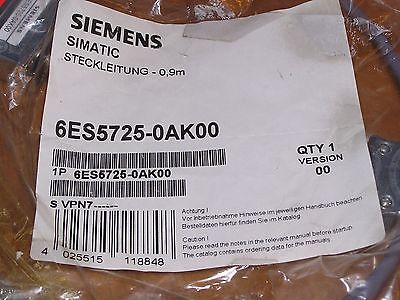 SIEMENS
SIMATIC
STECKLEITUNG - 0,9m
6ES5725-0AK00
1P 6ES5725-0AK00
QTY 1
VERSION
00
S VPN7------
Achtung !
Vor Inbetriebnahme Hinweise im jeweiligen Handbuch beachten!
Bestelldaten hierfür finden Sie im Katalog.
Caution !
Please read the notes in the relevant manual before startup.
The catalog contains ordering data for the manuals.
4 025515 118848